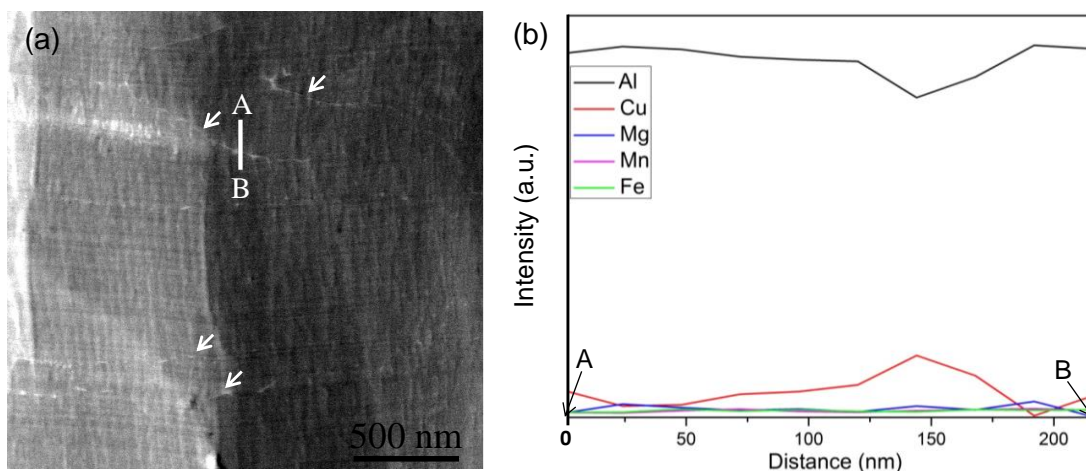 (a)
A
B
500 nm
(b)
Intensity (a.u.)
Al
Cu
Mg
Mn
Fe
A
B
0 50 100 150 200
Distance (nm)